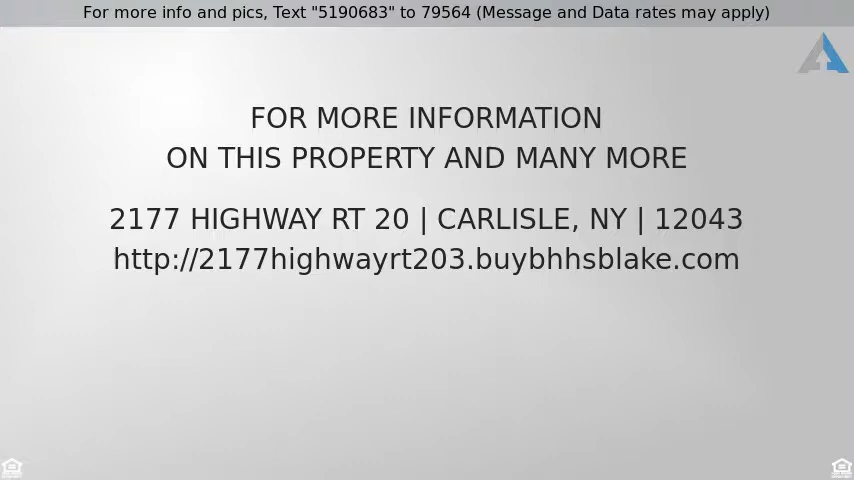 For more info and pics, Text "5190683" to 79564 (Message and Data rates may apply)
FOR MORE INFORMATION
ON THIS PROPERTY AND MANY MORE
2177 HIGHWAY RT 20 | CARLISLE, NY | 12043
http://2177highwayrt203.buybhhsblake.com